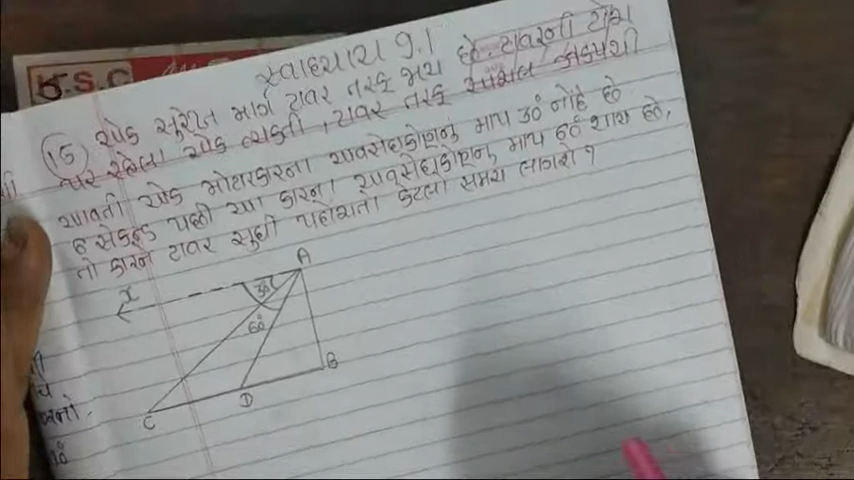 સ્વાધ્યાય 9.1
(15) એક સુરેખ માર્ગ ટાવર તરફ જાય છે. ટાવરની ટોચ
પર રહેલા એક વ્યક્તિ, ટાવર તરફ અચળ ઝડપથી
આવતી એક મોટરકારના અવસેધકોણનું માપ 30° નોંધે છે
6 સેકન્ડ પછી આ કારના અવસેધકોણનું માપ 60° થાય છે.
તો કારને ટાવર સુધી પહોંચતા કેટલો સમય લાગશે ?
A
x
30°
60°
B
D
C